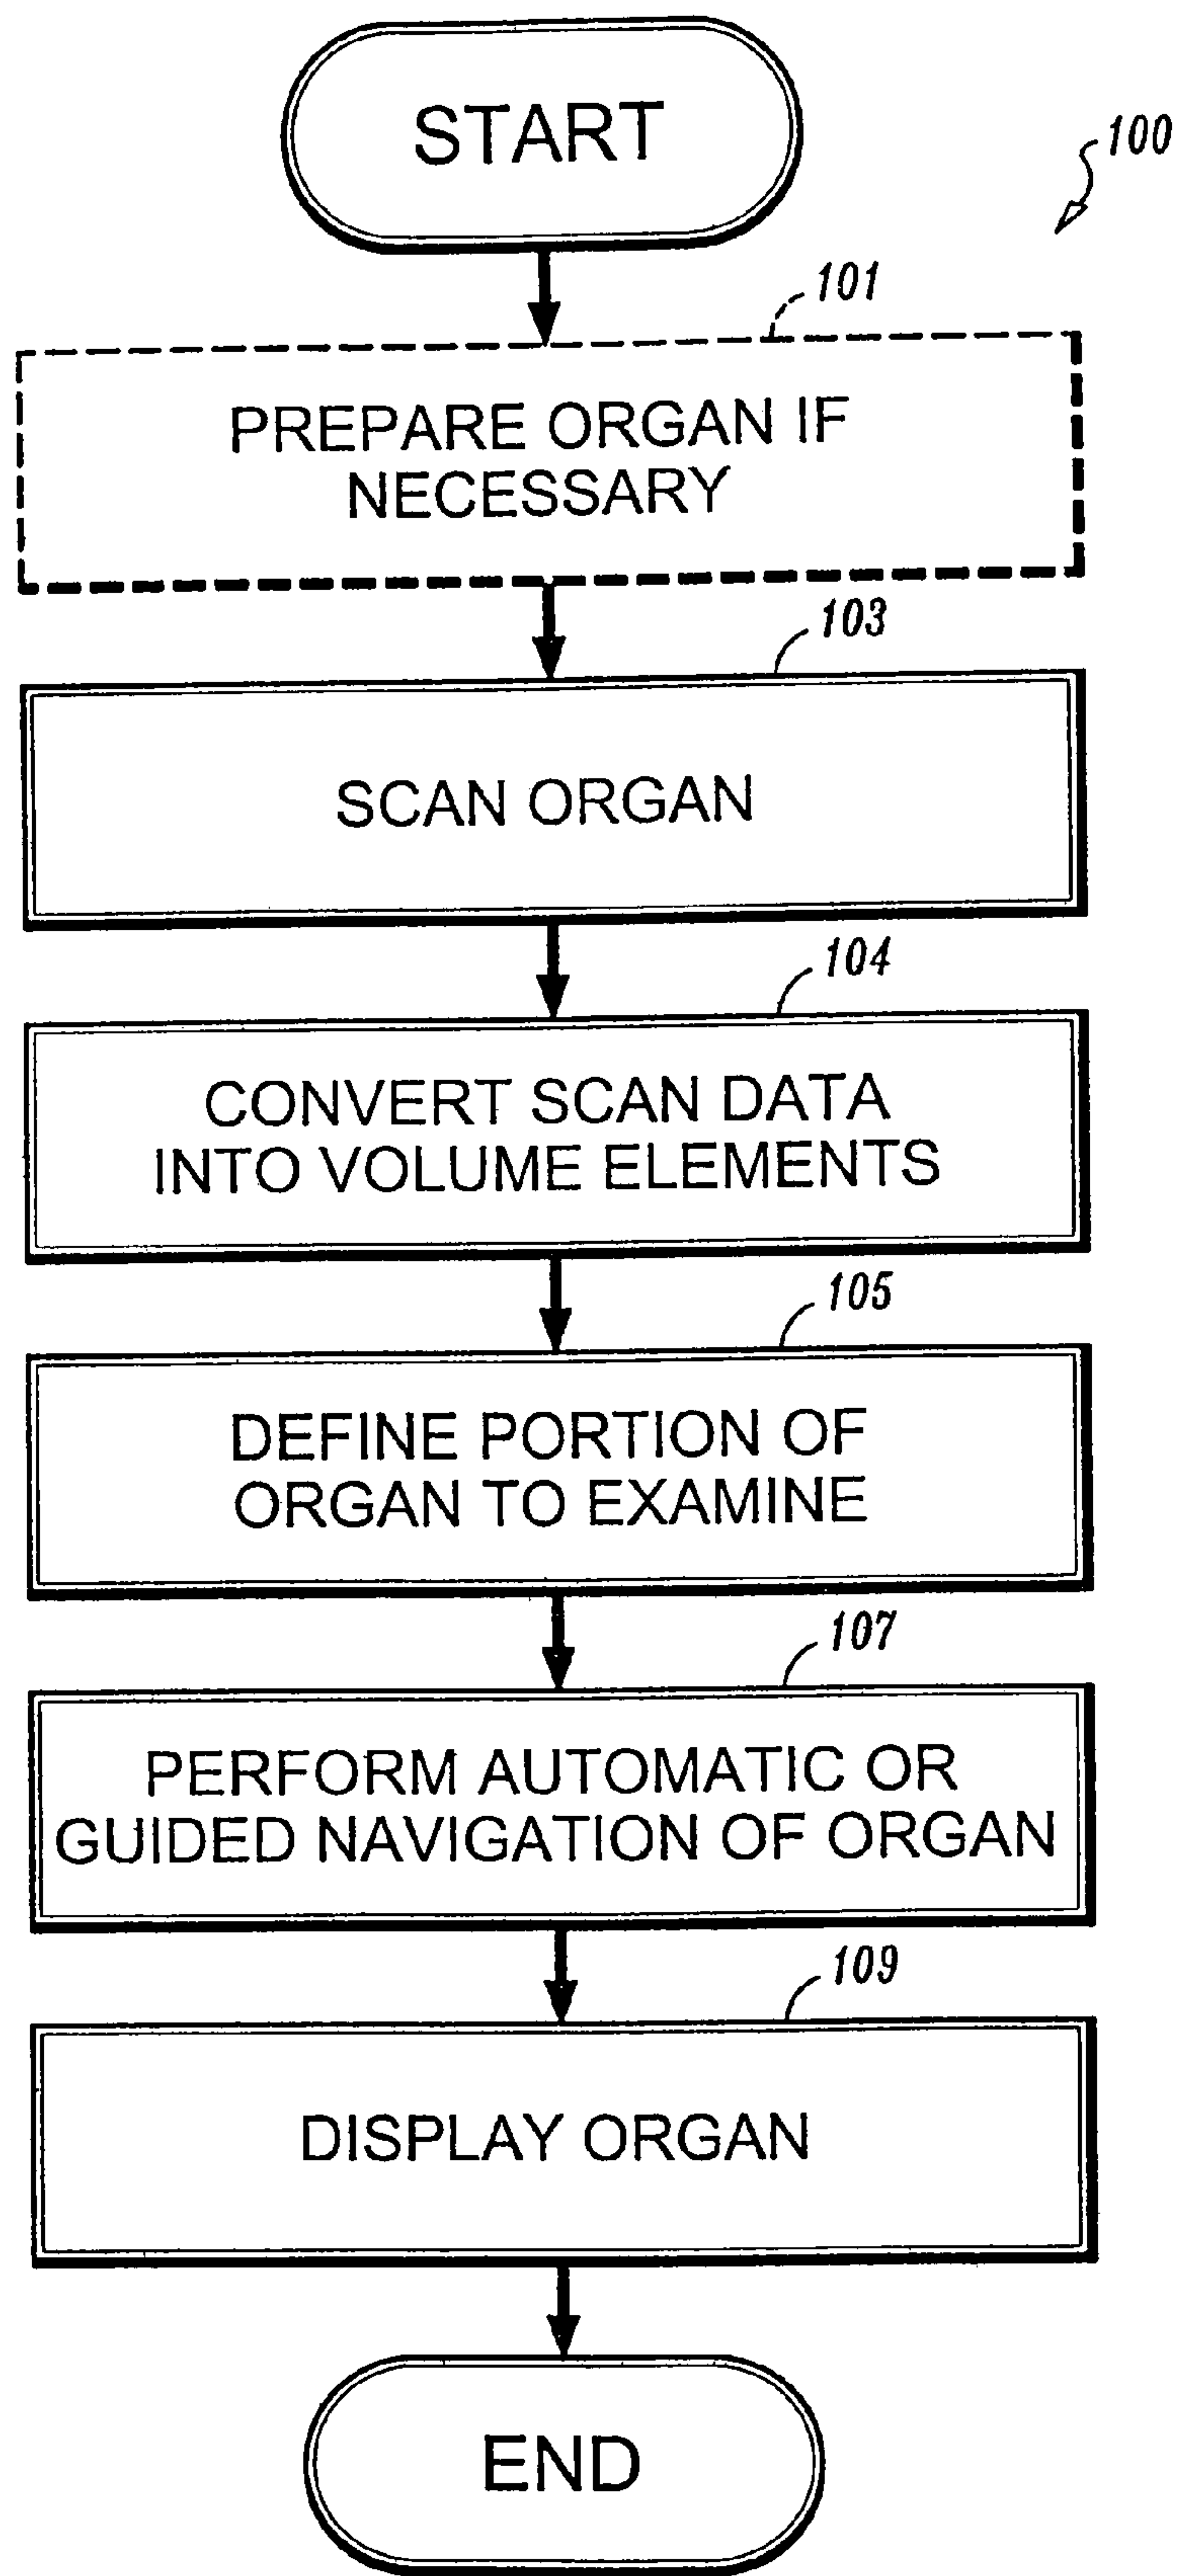 START
100
101
PREPARE ORGAN IF
NECESSARY
103
SCAN ORGAN
104
CONVERT SCAN DATA
INTO VOLUME ELEMENTS
105
DEFINE PORTION OF
ORGAN TO EXAMINE
107
PERFORM AUTOMATIC OR
GUIDED NAVIGATION OF ORGAN
109
DISPLAY ORGAN
END